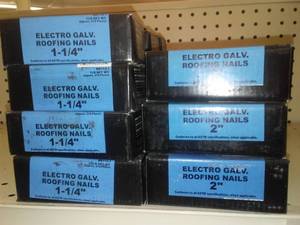 ELECTRO GALV.
ROOFING NAILS
1-1/4"
ELECTRO GALV.
ROOFING NAILS
1-1/4"
ELECTRO GALV.
ROOFING NAILS
1-1/4"
ELECTRO GALV.
ROOFING NAILS
1-1/4"
ELECTRO GALV.
ROOFING NAILS
2"
ELECTRO GALV.
ROOFING NAILS
2"
ELECTRO GALV.
ROOFING NAILS
2"